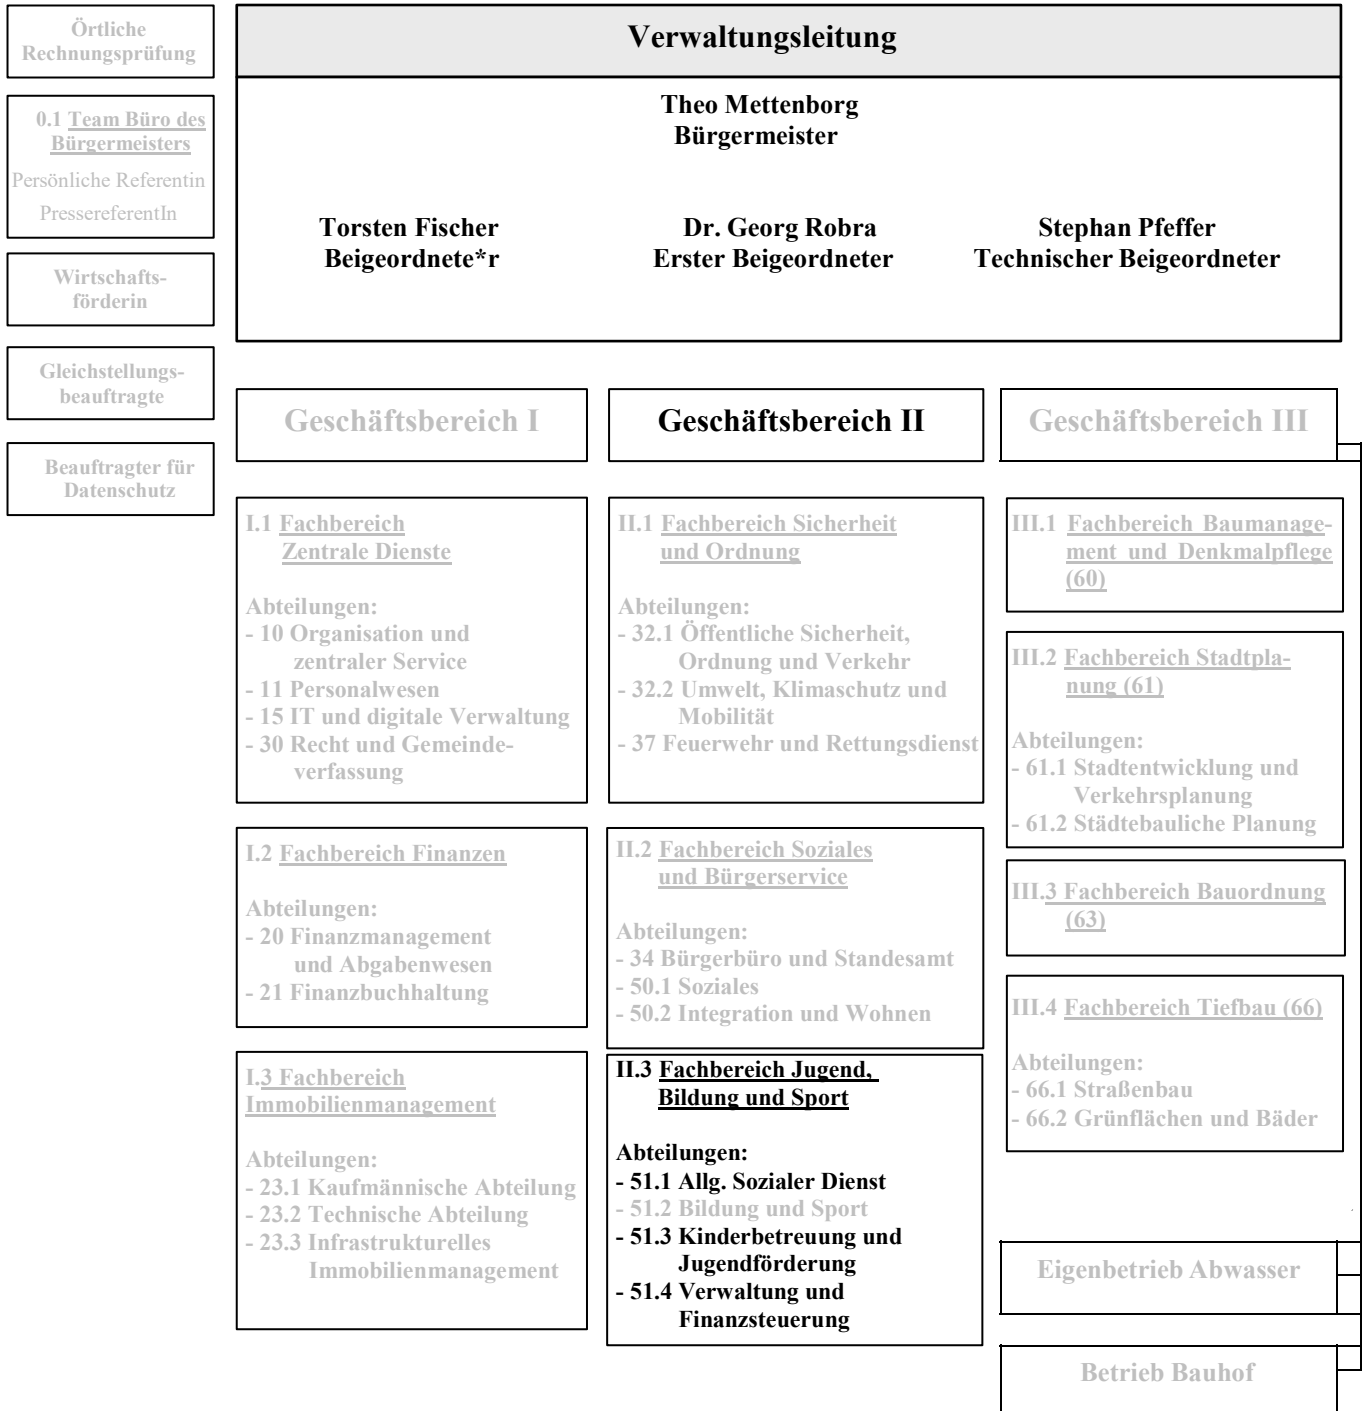 Örtliche
Rechnungsprüfung
0.1 Team Büro des
Bürgermeisters
Persönliche Referentin
PressereferentIn
Wirtschafts-
förderin
Gleichstellungs-
beauftragte
Beauftragter für
Datenschutz
Verwaltungsleitung
Theo Mettenborg
Bürgermeister
Torsten Fischer
Beigeordnete*r
Dr. Georg Robra
Erster Beigeordneter
Stephan Pfeffer
Technischer Beigeordneter
Geschäftsbereich I
I.1 Fachbereich
Zentrale Dienste
Abteilungen:
- 10 Organisation und
zentraler Service
- 11 Personalwesen
- 15 IT und digitale Verwaltung
- 30 Recht und Gemeinde-
verfassung
I.2 Fachbereich Finanzen
Abteilungen:
- 20 Finanzmanagement
und Abgabenwesen
- 21 Finanzbuchhaltung
I.3 Fachbereich
Immobilienmanagement
Abteilungen:
- 23.1 Kaufmännische Abteilung
- 23.2 Technische Abteilung
- 23.3 Infrastrukturelles
Immobilienmanagement
Geschäftsbereich II
II.1 Fachbereich Sicherheit
und Ordnung
Abteilungen:
- 32.1 Öffentliche Sicherheit,
Ordnung und Verkehr
- 32.2 Umwelt, Klimaschutz und
Mobilität
- 37 Feuerwehr und Rettungsdienst
II.2 Fachbereich Soziales
und Bürgerservice
Abteilungen:
- 34 Bürgerbüro und Standesamt
- 50.1 Soziales
- 50.2 Integration und Wohnen
II.3 Fachbereich Jugend,
Bildung und Sport
Abteilungen:
- 51.1 Allg. Sozialer Dienst
- 51.2 Bildung und Sport
- 51.3 Kinderbetreuung und
Jugendförderung
- 51.4 Verwaltung und
Finanzsteuerung
Geschäftsbereich III
III.1 Fachbereich Baumanage-
ment und Denkmalpflege
(60)
III.2 Fachbereich Stadtpla-
nung (61)
Abteilungen:
- 61.1 Stadtentwicklung und
Verkehrsplanung
- 61.2 Städtebauliche Planung
III.3 Fachbereich Bauordnung
(63)
III.4 Fachbereich Tiefbau (66)
Abteilungen:
- 66.1 Straßenbau
- 66.2 Grünflächen und Bäder
Eigenbetrieb Abwasser
Betrieb Bauhof